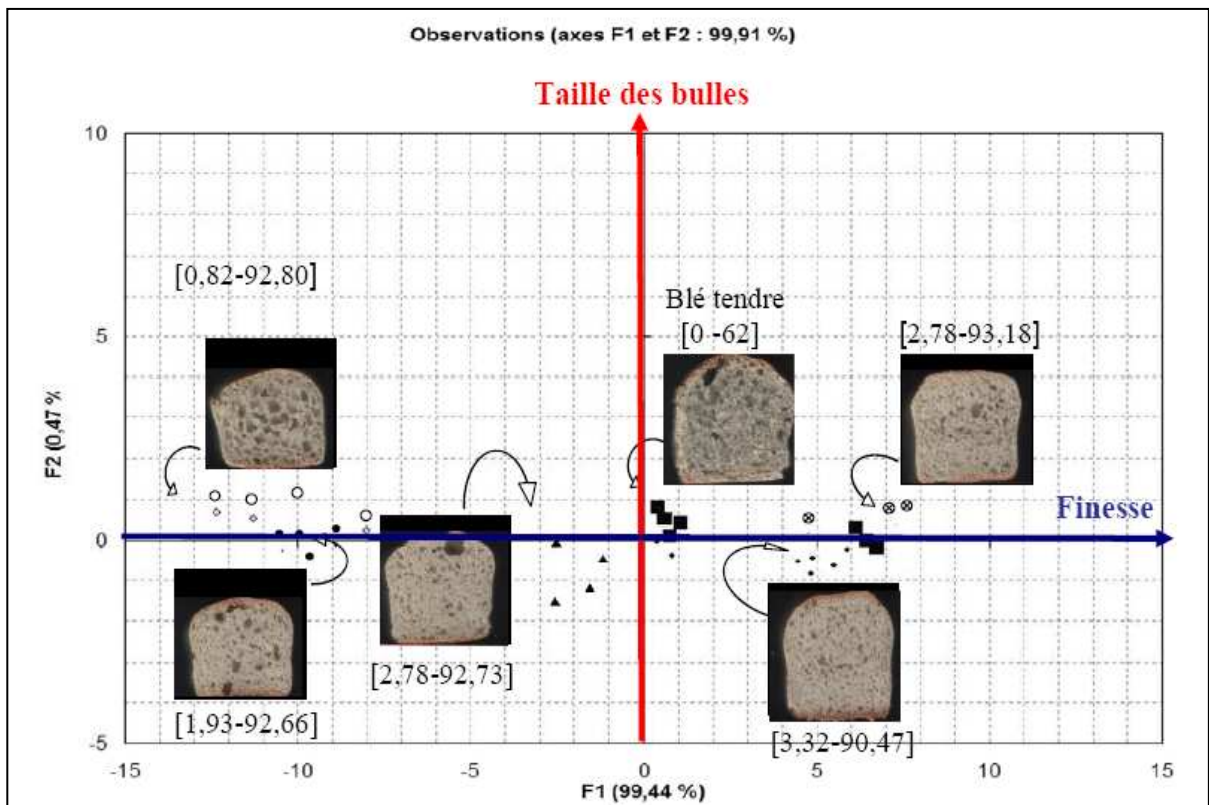 Observations (axes F1 et F2 : 99,91 %)
Taille des bulles
10
[0,82-92,80]
Blé tendre
5
[0 -62]
[2,78-93,18]
F2 (0,47 %
Finesse
0
[2,78-92,73]
[1,93-92,66]
[3,32-90,47]
-5
-15
-10
-5
0
5
10
15
F1 (99,44 %)